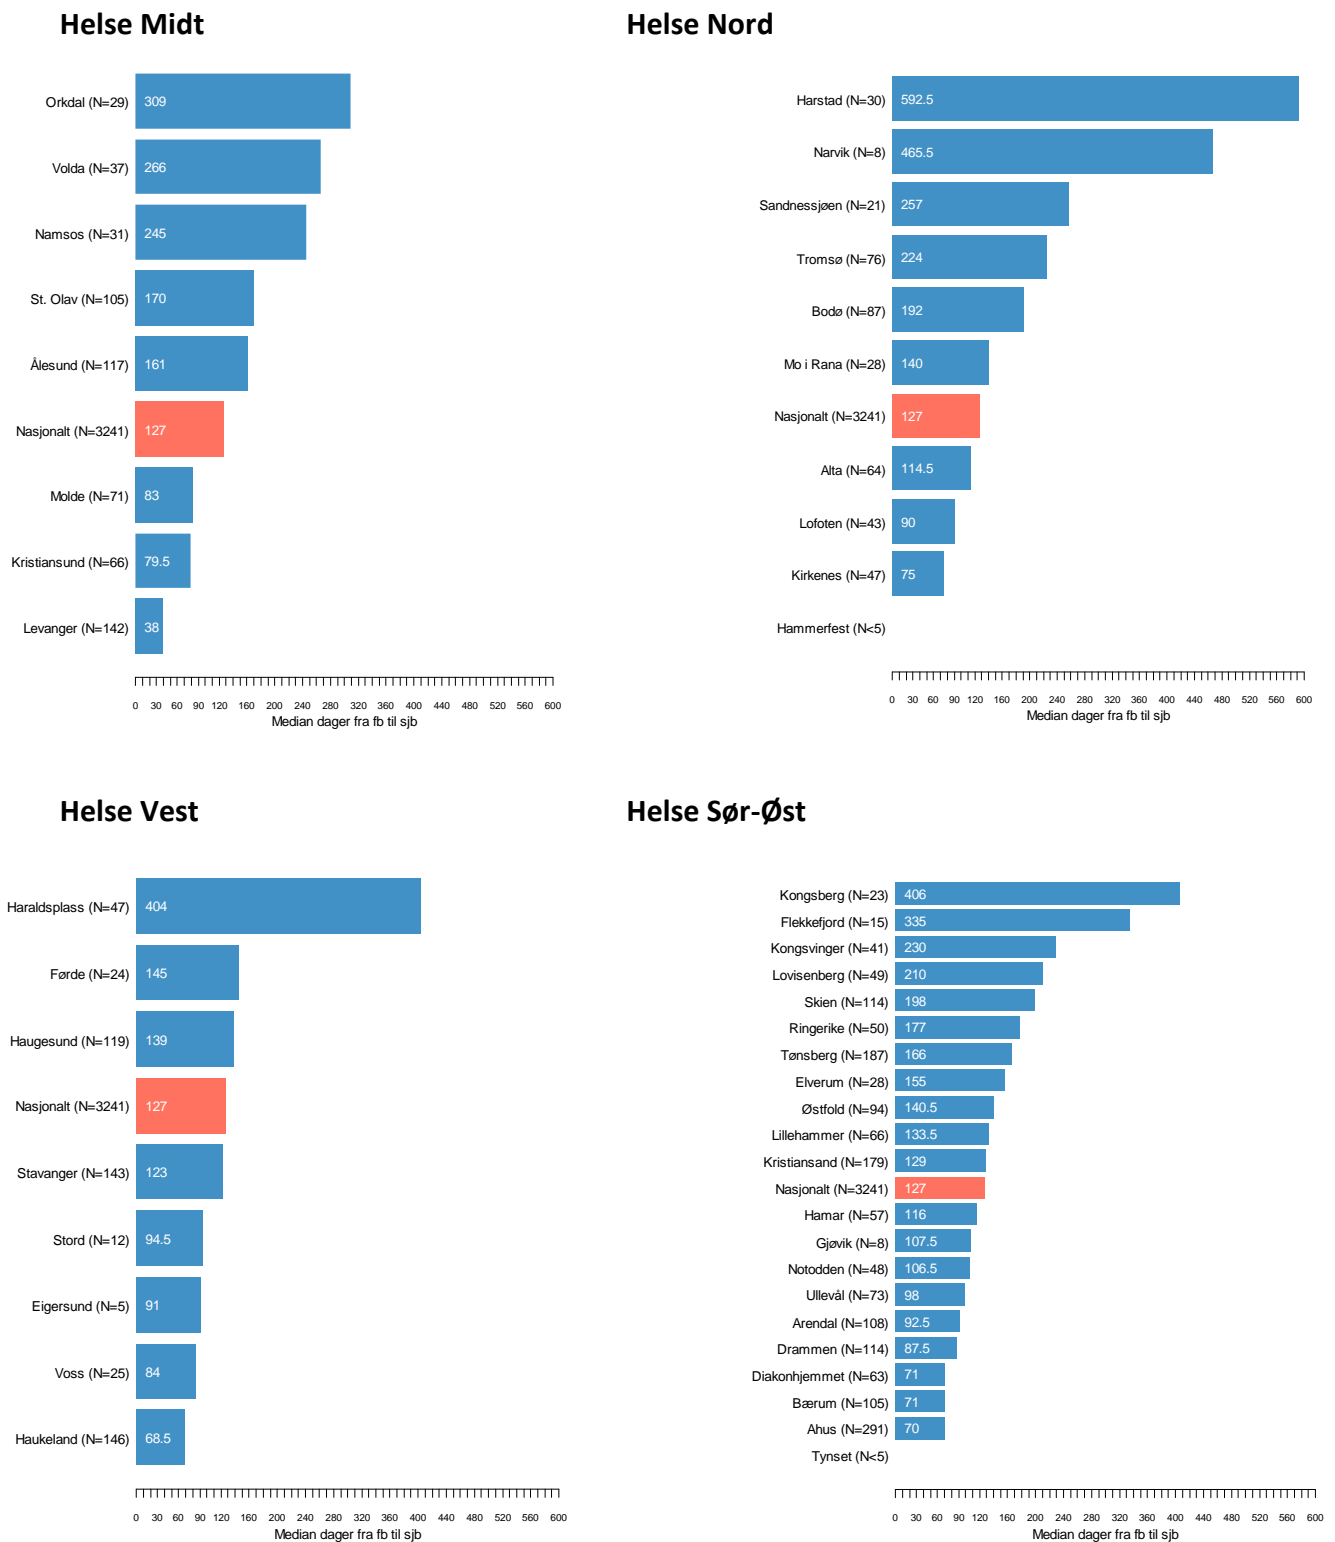 Helse Midt
Orkdal (N=29) 309
Volda (N=37) 266
Namsos (N=31) 245
St. Olav (N=105) 170
Ålesund (N=117) 161
Nasjonalt (N=3241) 127
Molde (N=71) 83
Kristiansund (N=66) 79.5
Levanger (N=142) 38
0 30 60 90 120 160 200 240 280 320 360 400 440 480 520 560 600
Median dager fra fb til sjb
Helse Nord
Harstad (N=30) 592.5
Narvik (N=8) 465.5
Sandnessjøen (N=21) 257
Tromsø (N=76) 224
Bodø (N=87) 192
Mo i Rana (N=28) 140
Nasjonalt (N=3241) 127
Alta (N=64) 114.5
Lofoten (N=43) 90
Kirkenes (N=47) 75
Hammerfest (N<5)
0 30 60 90 120 160 200 240 280 320 360 400 440 480 520 560 600
Median dager fra fb til sjb
Helse Vest
Haraldsplass (N=47) 404
Førde (N=24) 145
Haugesund (N=119) 139
Nasjonalt (N=3241) 127
Stavanger (N=143) 123
Stord (N=12) 94.5
Eigersund (N=5) 91
Voss (N=25) 84
Haukeland (N=146) 68.5
0 30 60 90 120 160 200 240 280 320 360 400 440 480 520 560 600
Median dager fra fb til sjb
Helse Sør-Øst
Kongsberg (N=23) 406
Flekkefjord (N=15) 335
Kongsvinger (N=41) 230
Lovisenberg (N=49) 210
Skien (N=114) 198
Ringerike (N=50) 177
Tønsberg (N=187) 166
Elverum (N=28) 155
Østfold (N=94) 140.5
Lillehammer (N=66) 133.5
Kristiansand (N=179) 129
Nasjonalt (N=3241) 127
Hamar (N=57) 116
Gjøvik (N=8) 107.5
Notodden (N=48) 106.5
Ullevål (N=73) 98
Arendal (N=108) 92.5
Drammen (N=114) 87.5
Diakonhjemmet (N=63) 71
Bærum (N=105) 71
Ahus (N=291) 70
Tynset (N<5)
0 30 60 90 120 160 200 240 280 320 360 400 440 480 520 560 600
Median dager fra fb til sjb